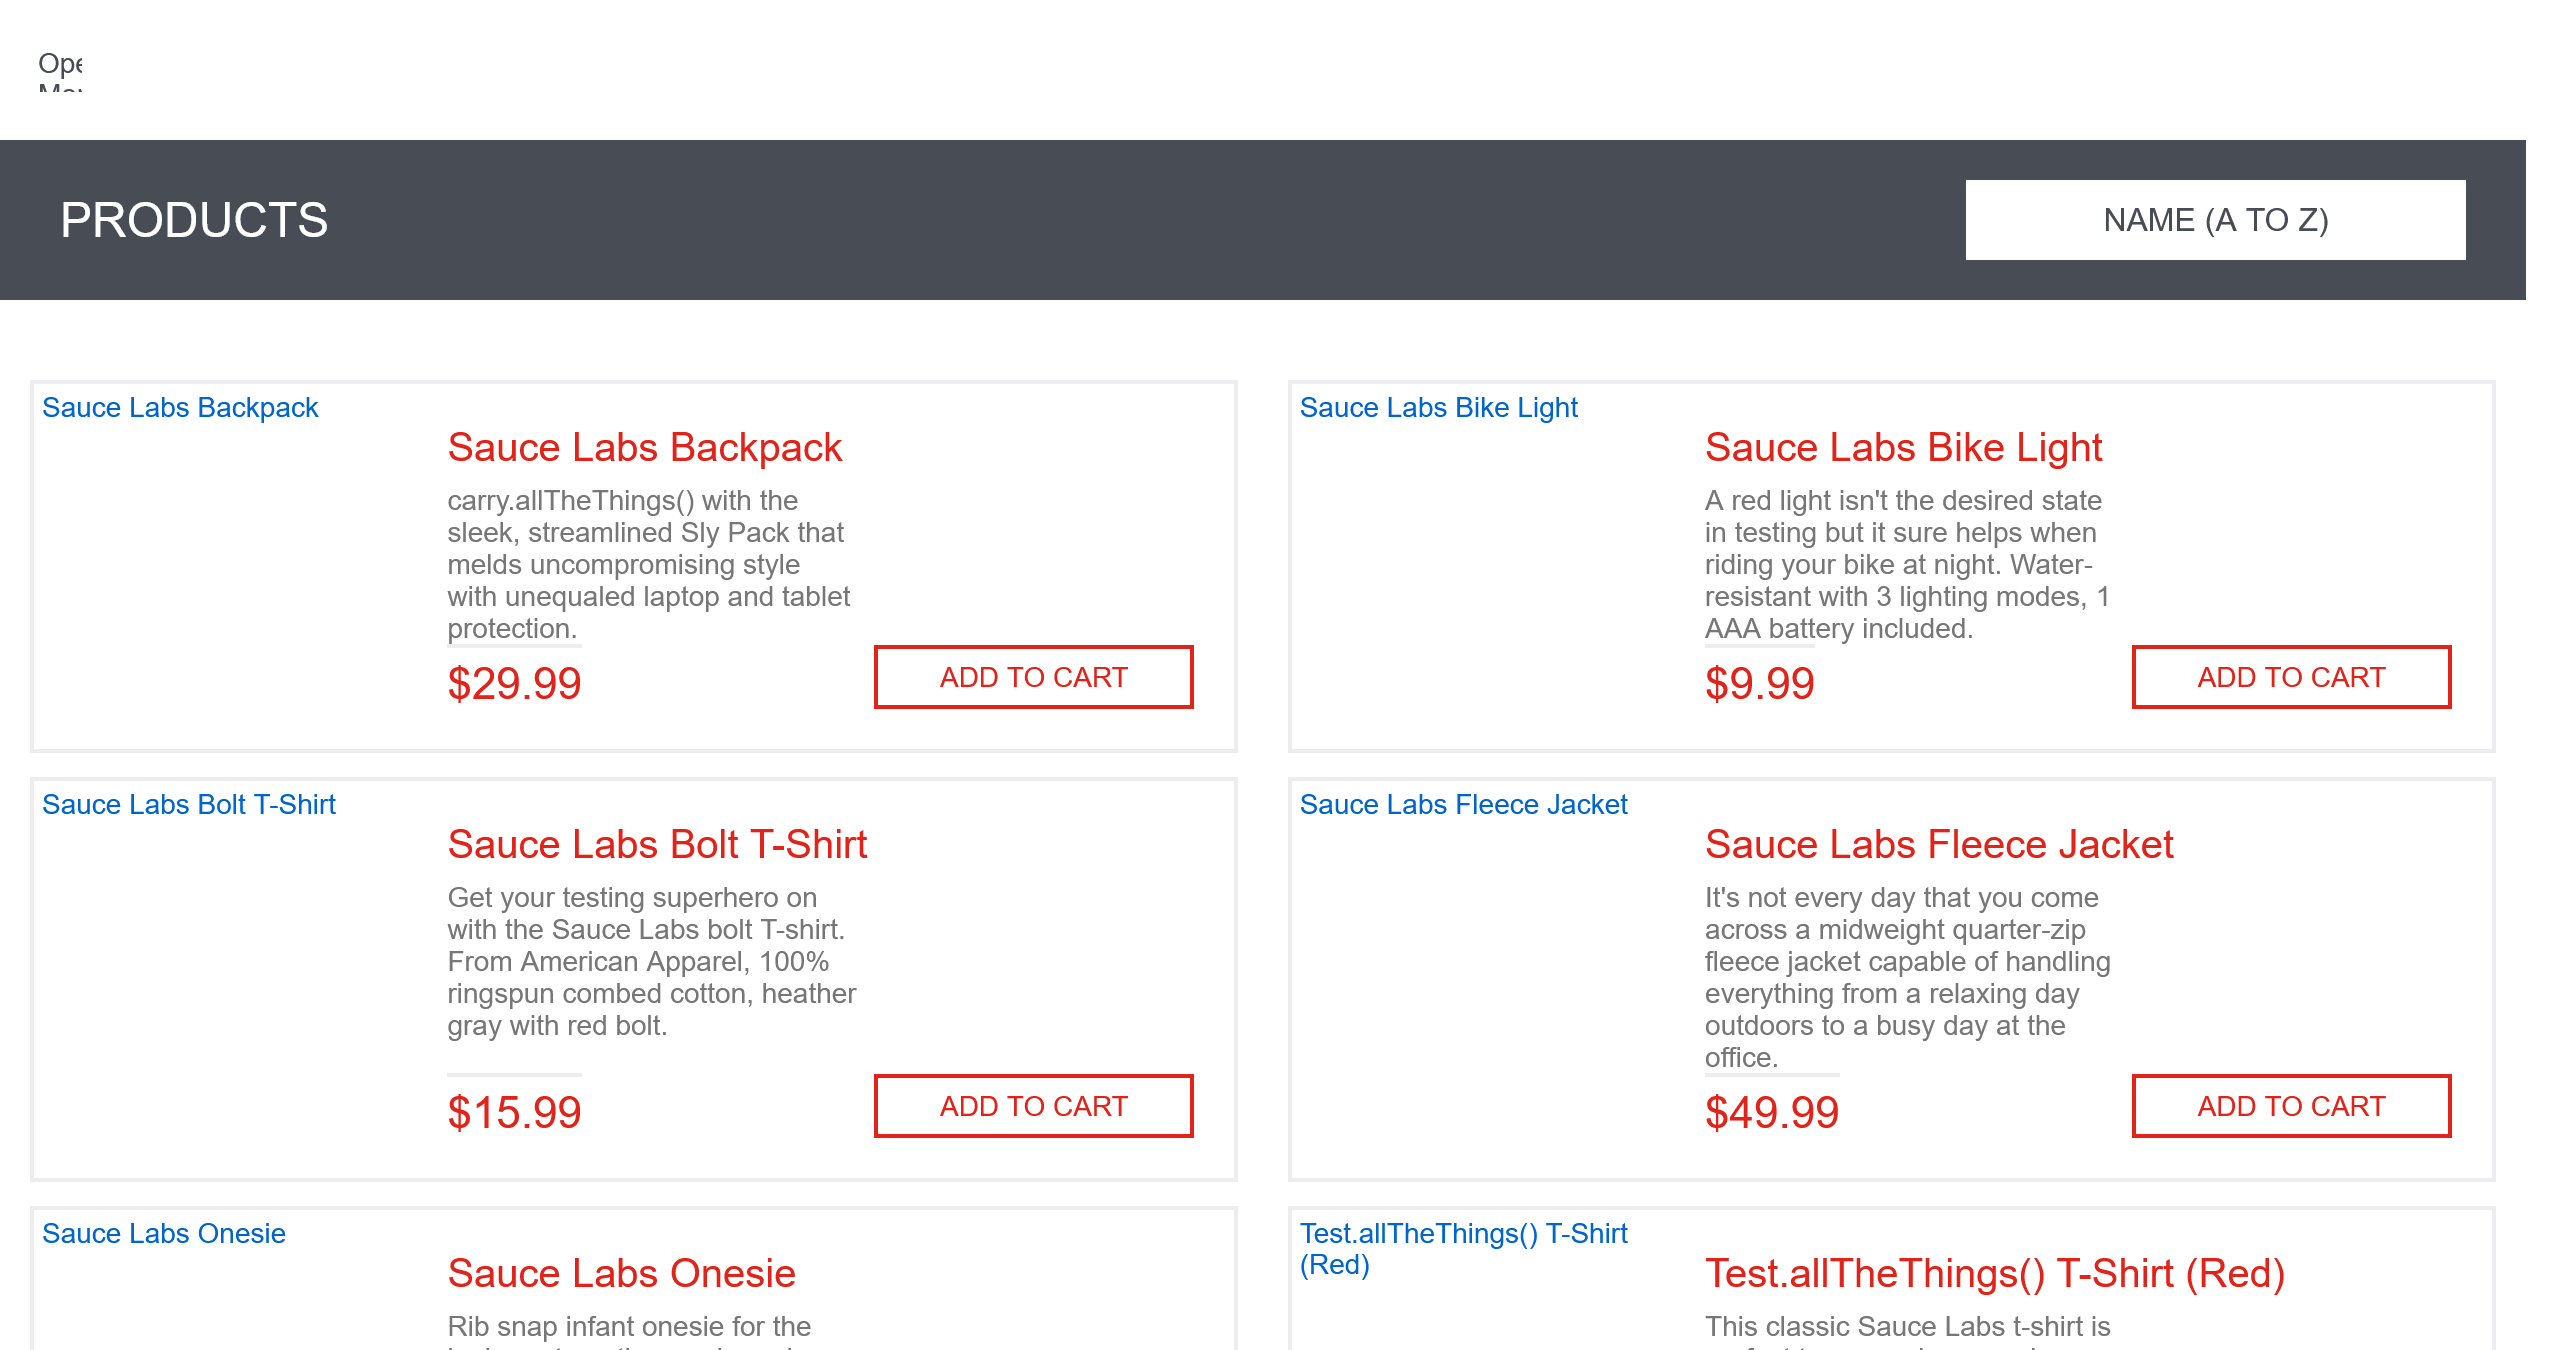 Ope
PRODUCTS
NAME (A TO Z)
Sauce Labs Backpack
Sauce Labs Backpack
carry.allTheThings() with the
sleek, streamlined Sly Pack that
melds uncompromising style
with unequaled laptop and tablet
protection.
$29.99
ADD TO CART
Sauce Labs Bike Light
Sauce Labs Bike Light
A red light isn't the desired state
in testing but it sure helps when
riding your bike at night. Water-
resistant with 3 lighting modes, 1
AAA battery included.
$9.99
ADD TO CART
Sauce Labs Bolt T-Shirt
Sauce Labs Bolt T-Shirt
Get your testing superhero on
with the Sauce Labs bolt T-shirt.
From American Apparel, 100%
ringspun combed cotton, heather
gray with red bolt.
$15.99
ADD TO CART
Sauce Labs Fleece Jacket
Sauce Labs Fleece Jacket
It's not every day that you come
across a midweight quarter-zip
fleece jacket capable of handling
everything from a relaxing day
outdoors to a busy day at the
office.
$49.99
ADD TO CART
Sauce Labs Onesie
Sauce Labs Onesie
Rib snap infant onesie for the
Test.allTheThings() T-Shirt
(Red)
Test.allTheThings() T-Shirt (Red)
This classic Sauce Labs t-shirt is